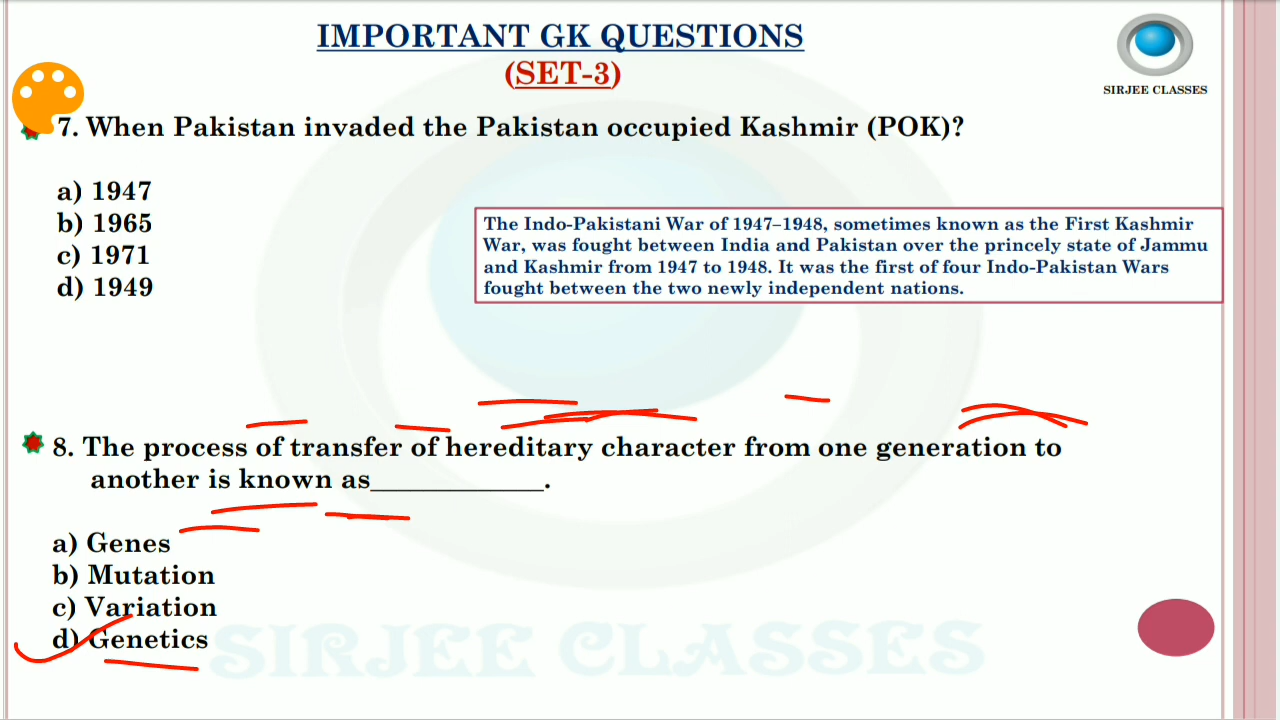 IMPORTANT GK QUESTIONS
(SET-3)
SIRJEE CLASSES
7. When Pakistan invaded the Pakistan occupied Kashmir (POK)?
a) 1947
b) 1965
c) 1971
d) 1949
The Indo-Pakistani War of 1947–1948, sometimes known as the First Kashmir
War, was fought between India and Pakistan over the princely state of Jammu
and Kashmir from 1947 to 1948. It was the first of four Indo-Pakistan Wars
fought between the two newly independent nations.
8. The process of transfer of hereditary character from one generation to
another is known as____________.
a) Genes
b) Mutation
c) Variation
d) Genetics
SIRJEE CLASSES